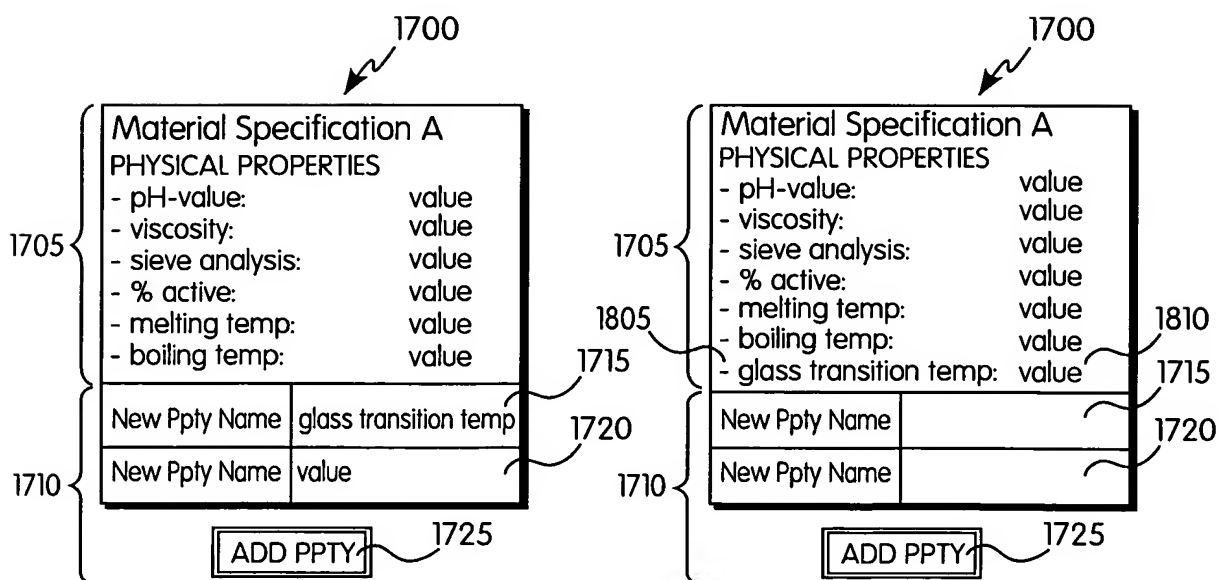 1700
Material Specification A
PHYSICAL PROPERTIES
- pH-value: value
- viscosity: value
- sieve analysis: value
- % active: value
- melting temp: value
- boiling temp: value
1705
1715
New Ppty Name glass transition temp
1720
New Ppty Name value
1710
ADD PPTY
1725
1700
Material Specification A
PHYSICAL PROPERTIES
- pH-value: value
- viscosity: value
- sieve analysis: value
- % active: value
- melting temp: value
- boiling temp: value
- glass transition temp: value
1705
1805
1810
1715
New Ppty Name
1720
New Ppty Name
1710
ADD PPTY
1725